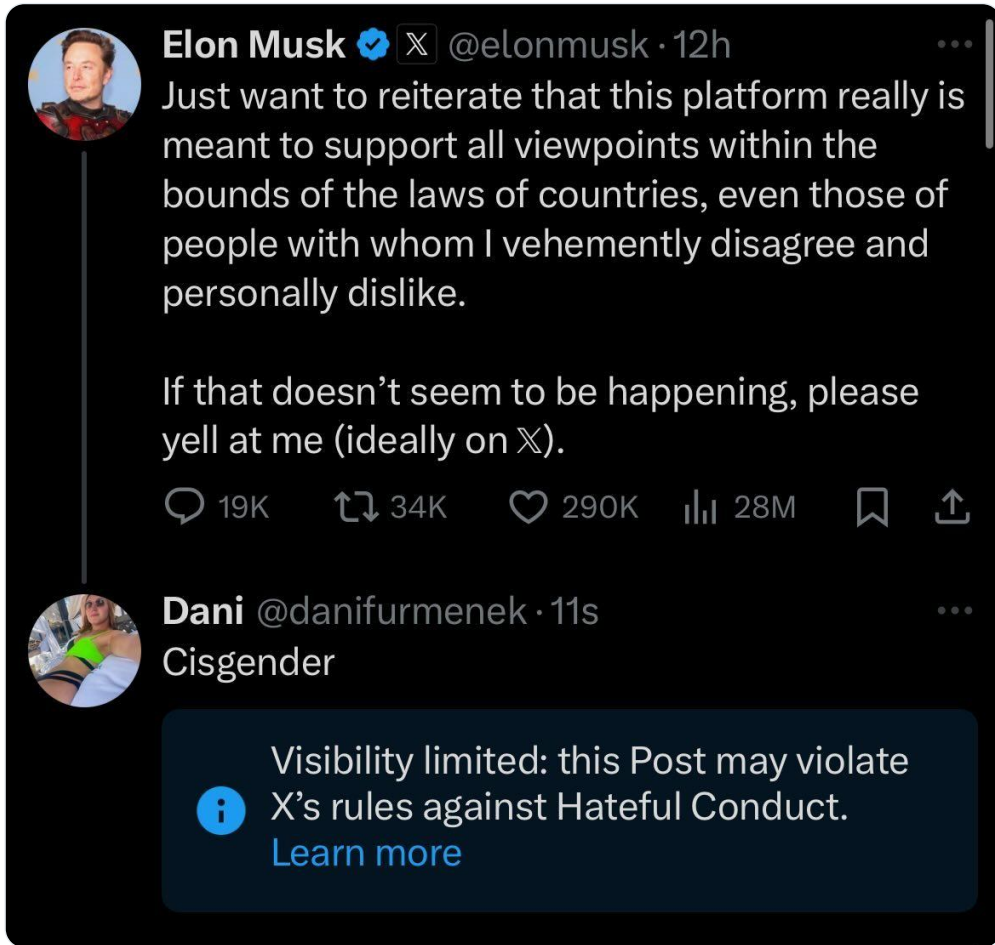 Elon Musk X @elonmusk · 12h
Just want to reiterate that this platform really is
meant to support all viewpoints within the
bounds of the laws of countries, even those of
people with whom I vehemently disagree and
personally dislike.
If that doesn’t seem to be happening, please
yell at me (ideally on 𝕏).
19K 34K 290K 28M
Dani @danifurmenek · 11s
Cisgender
Visibility limited: this Post may violate
X’s rules against Hateful Conduct.
Learn more